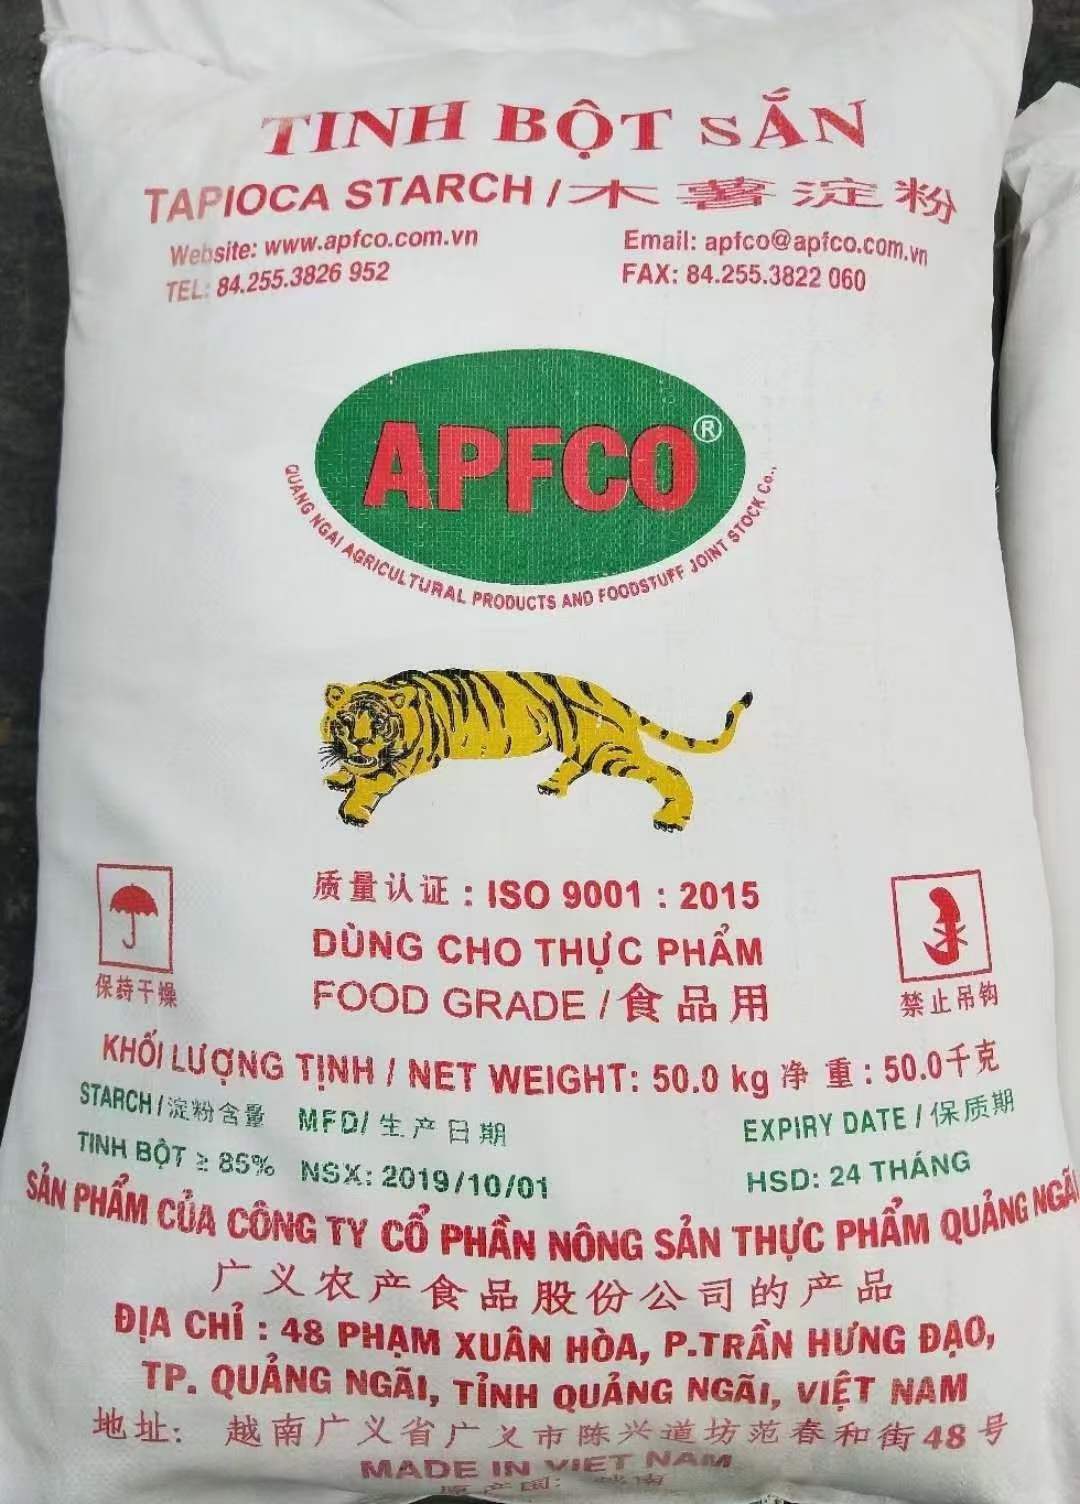 TINH BỘT SẮN
TAPIOCA STARCH / 木薯淀粉
Website: www.apfco.com.vn
Email: apfco@apfco.com.vn
TEL: 84.255.3826 952
FAX: 84.255.3822 060
APFCO®
QUANG NGAI AGRICULTURAL PRODUCTS AND FOODSTUFF JOINT STOCK Co.,
质量认证 : ISO 9001 : 2015
DÙNG CHO THỰC PHẨM
FOOD GRADE / 食品用
保持干燥
禁止吊钩
KHỐI LƯỢNG TỊNH / NET WEIGHT: 50.0 kg 净 重 : 50.0千克
STARCH / 淀粉含量 MFD/ 生产日期 EXPIRY DATE / 保质期
TINH BỘT ≥ 85% NSX: 2019/10/01 HSD: 24 THÁNG
SẢN PHẨM CỦA CÔNG TY CỔ PHẦN NÔNG SẢN THỰC PHẨM QUẢNG NGÃI
广义农产食品股份公司的产品
ĐỊA CHỈ : 48 PHẠM XUÂN HÒA, P.TRẦN HƯNG ĐẠO,
TP. QUẢNG NGÃI, TỈNH QUẢNG NGÃI, VIỆT NAM
地址: 越南广义省广义市陈兴道坊范春和街48号
MADE IN VIET NAM
原产国: 越南